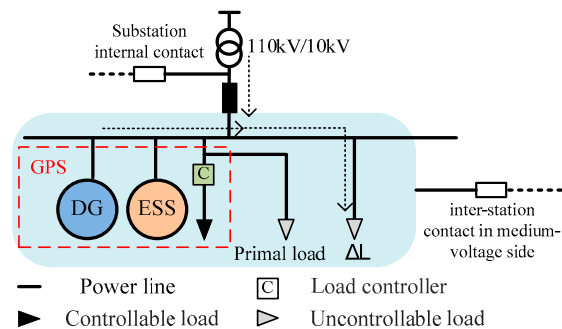 Substation
internal contact
110kV/10kV
GPS
C
DG
ESS
Primal load
ΔL
inter-station
contact in medium-
voltage side
Power line
C
Load controller
Controllable load
Uncontrollable load